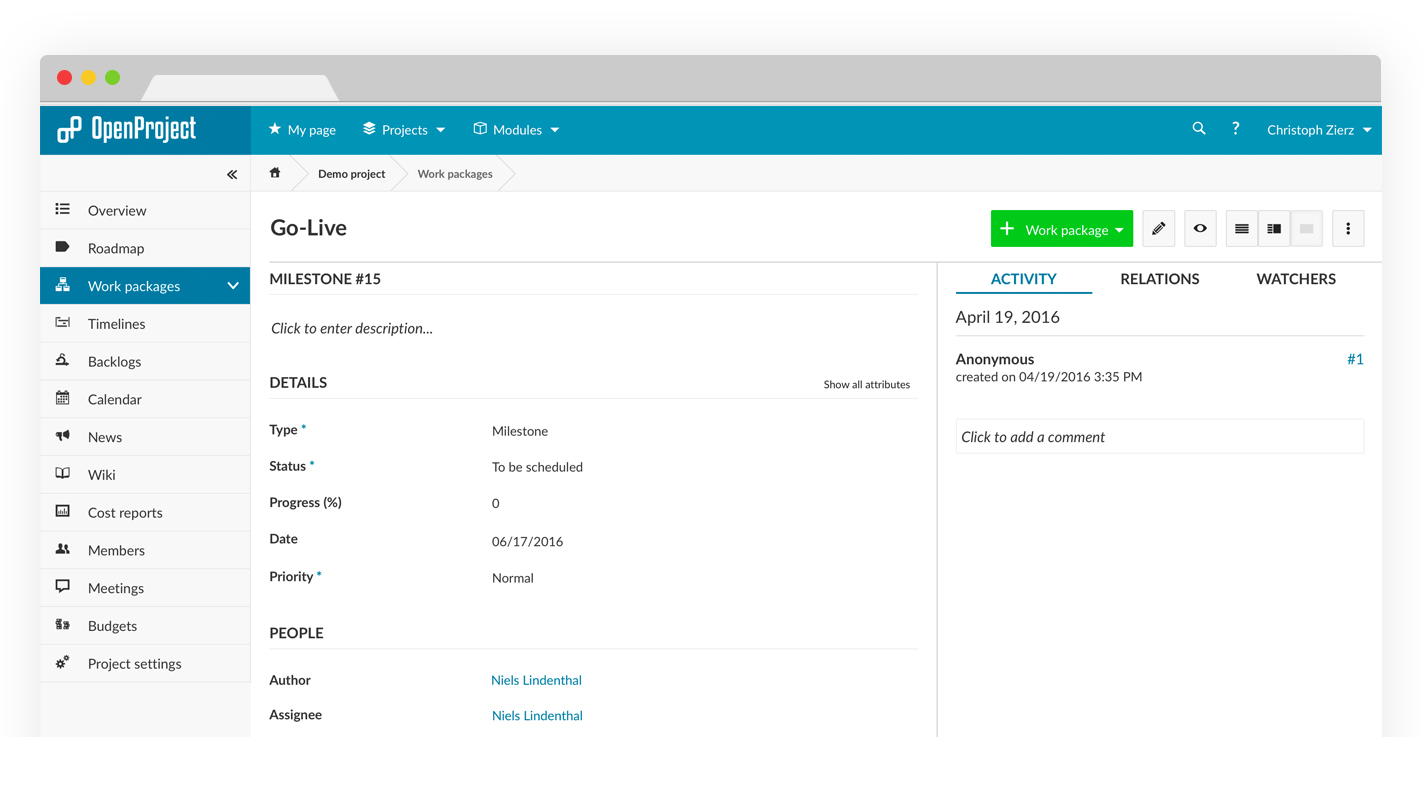 OpenProject
My page Projects Modules
? Christoph Zierz
Demo project Work packages
Overview
Roadmap
Work packages
Timelines
Backlogs
Calendar
News
Wiki
Cost reports
Members
Meetings
Budgets
Project settings
Go-Live
+ Work package
MILESTONE #15
Click to enter description...
DETAILS Show all attributes
Type * Milestone
Status * To be scheduled
Progress (%) 0
Date 06/17/2016
Priority * Normal
PEOPLE
Author Niels Lindenthal
Assignee Niels Lindenthal
ACTIVITY RELATIONS WATCHERS
April 19, 2016
Anonymous #1
created on 04/19/2016 3:35 PM
Click to add a comment